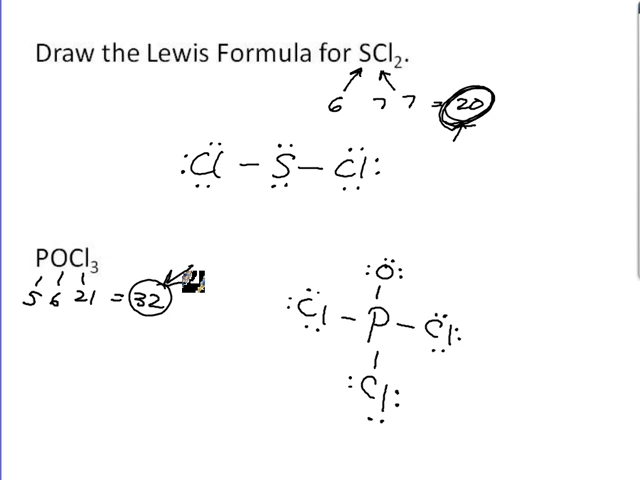 Draw the Lewis Formula for SCl₂.
6 7 7 = 20
:Cl — S — Cl:
POCl₃
5 6 21 = 32
:O:
:Cl — P — Cl:
:Cl: